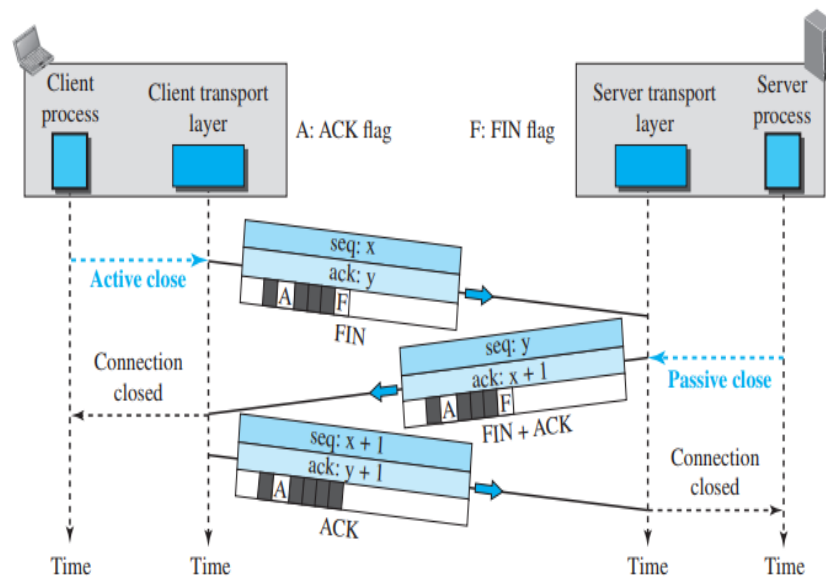 Client
process
Client transport
layer
A: ACK flag
F: FIN flag
Server transport
layer
Server
process
Active close
seq: x
ack: y
A F
FIN
Connection
closed
seq: y
ack: x + 1
A F
FIN + ACK
Passive close
seq: x + 1
ack: y + 1
A
ACK
Connection
closed
Time
Time
Time
Time